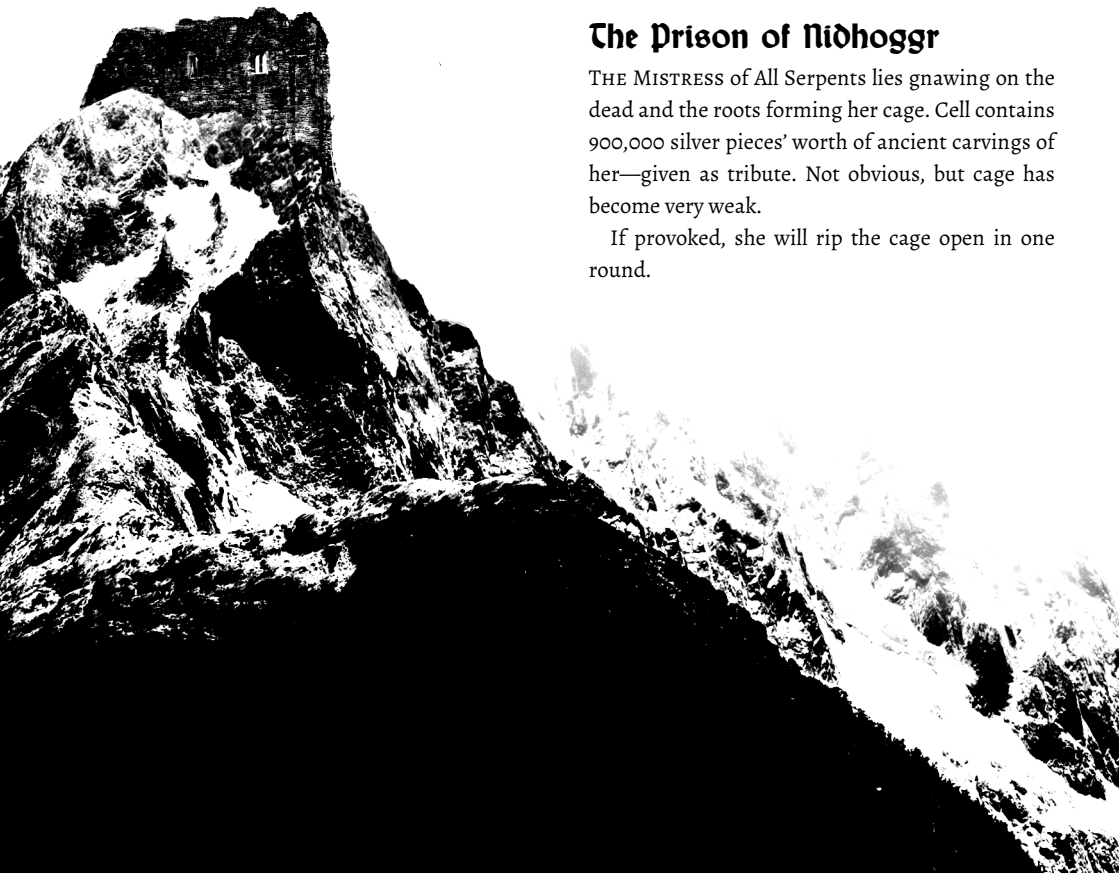 The Prison of Nidhoggr
The Mistress of All Serpents lies gnawing on the
dead and the roots forming her cage. Cell contains
900,000 silver pieces’ worth of ancient carvings of
her—given as tribute. Not obvious, but cage has
become very weak.
If provoked, she will rip the cage open in one
round.